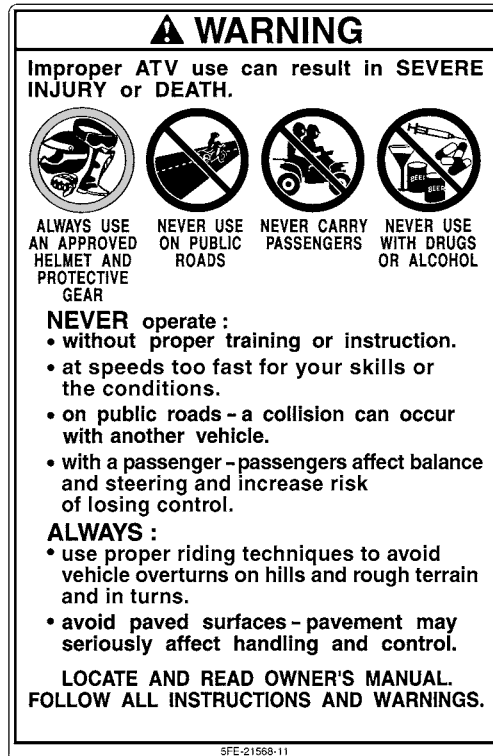 WARNING
Improper ATV use can result in SEVERE
INJURY or DEATH.
BEER
BEER
ALWAYS USE
AN APPROVED
HELMET AND
PROTECTIVE
GEAR
NEVER USE
ON PUBLIC
ROADS
NEVER CARRY
PASSENGERS
NEVER USE
WITH DRUGS
OR ALCOHOL
NEVER operate :
• without proper training or instruction.
• at speeds too fast for your skills or
the conditions.
• on public roads – a collision can occur
with another vehicle.
• with a passenger – passengers affect balance
and steering and increase risk
of losing control.
ALWAYS :
• use proper riding techniques to avoid
vehicle overturns on hills and rough terrain
and in turns.
• avoid paved surfaces – pavement may
seriously affect handling and control.
LOCATE AND READ OWNER'S MANUAL.
FOLLOW ALL INSTRUCTIONS AND WARNINGS.
5FE-21568-11